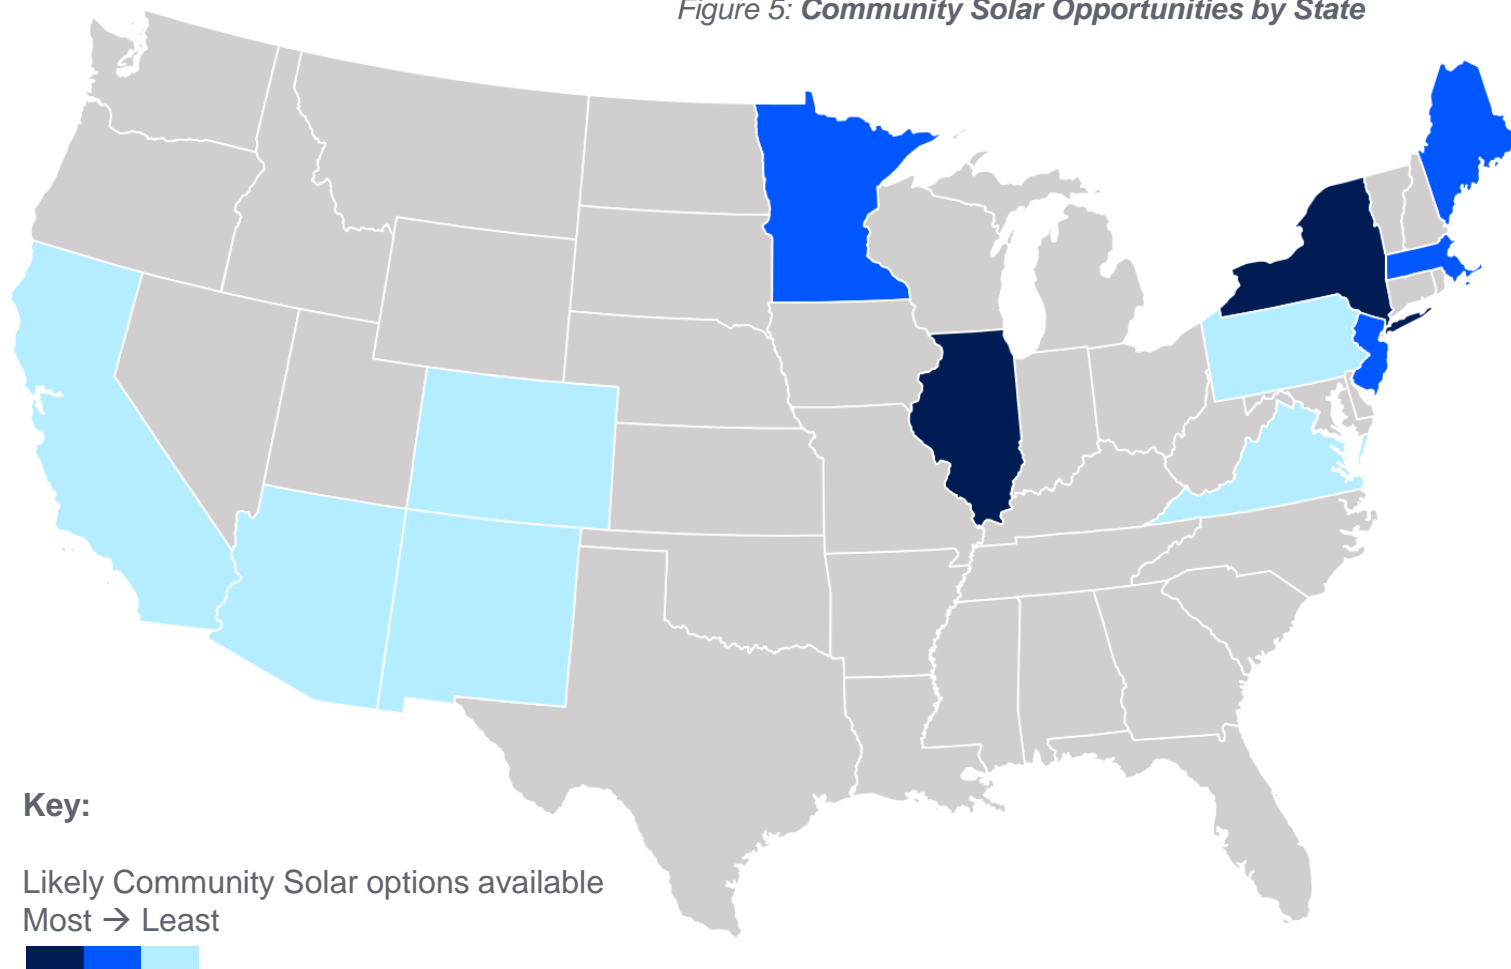 Figure 5: Community Solar Opportunities by State
Key:
Likely Community Solar options available
Most → Least